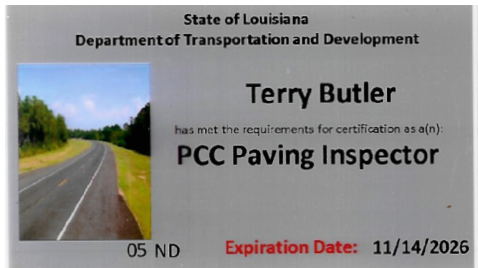 State of Louisiana
Department of Transportation and Development
Terry Butler
has met the requirements for certification as a(n):
PCC Paving Inspector
05 ND
Expiration Date: 11/14/2026